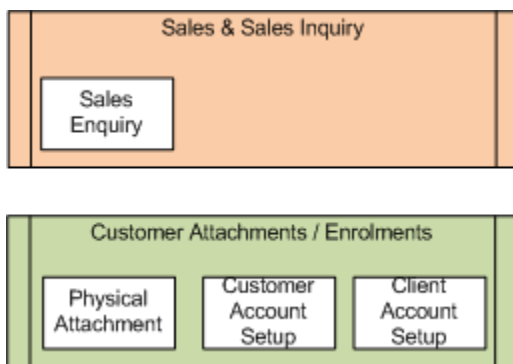 Sales & Sales Inquiry
Sales
Enquiry
Customer Attachments / Enrolments
Physical
Attachment
Customer
Account
Setup
Client
Account
Setup